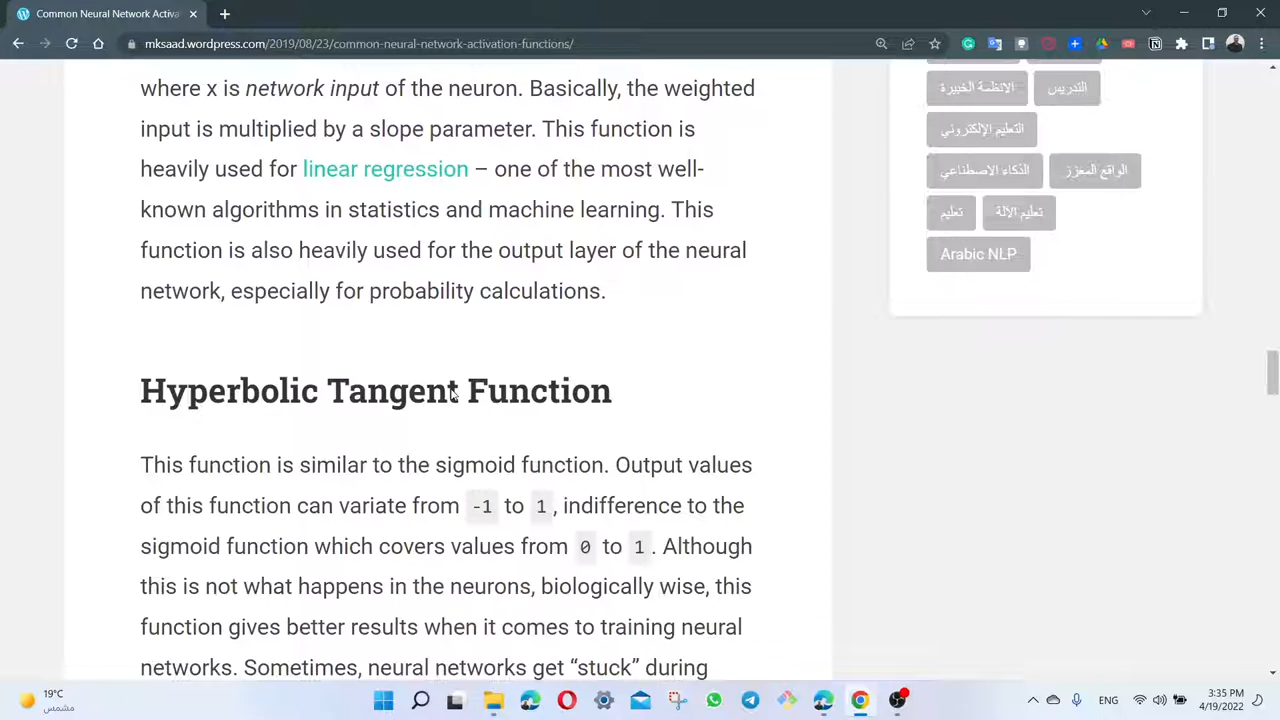 Common Neural Network Activa
mksaad.wordpress.com/2019/08/23/common-neural-network-activation-functions/
where x is network input of the neuron. Basically, the weighted
input is multiplied by a slope parameter. This function is
heavily used for linear regression – one of the most well-
known algorithms in statistics and machine learning. This
function is also heavily used for the output layer of the neural
network, especially for probability calculations.
Hyperbolic Tangent Function
This function is similar to the sigmoid function. Output values
of this function can variate from -1 to 1, indifference to the
sigmoid function which covers values from 0 to 1. Although
this is not what happens in the neurons, biologically wise, this
function gives better results when it comes to training neural
networks. Sometimes, neural networks get “stuck” during
الأنظمة الخبيرة
التدريس
التعليم الإلكتروني
الذكاء الاصطناعي
الواقع المعزز
تعليم
تعليم الآلة
Arabic NLP
19°C
مشمس
ENG
3:35 PM
4/19/2022